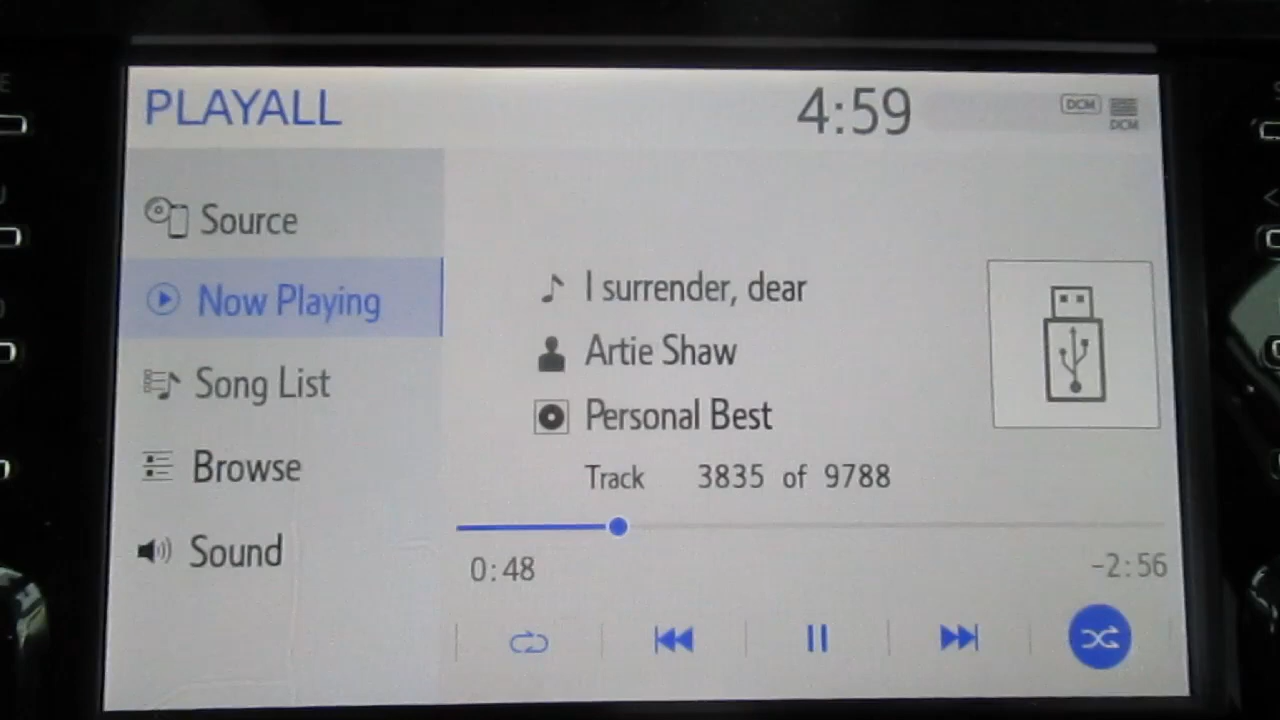 PLAYALL
4:59
DCM
DCM
Source
Now Playing
Song List
Browse
Sound
I surrender, dear
Artie Shaw
Personal Best
Track 3835 of 9788
0:48
-2:56